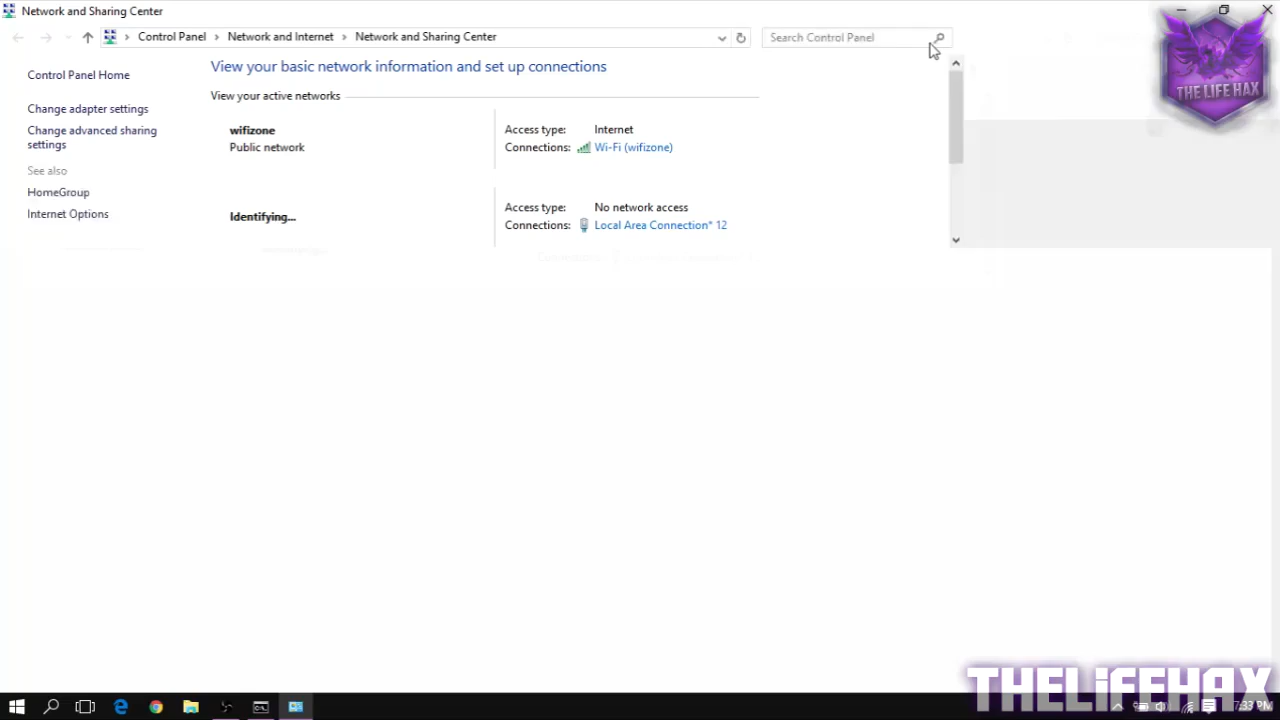 Network and Sharing Center
Control Panel > Network and Internet > Network and Sharing Center
Search Control Panel
THE LIFE HAX
Control Panel Home
Change adapter settings
Change advanced sharing
settings
See also
HomeGroup
Internet Options
View your basic network information and set up connections
View your active networks
wifizone
Public network
Access type: Internet
Connections: Wi-Fi (wifizone)
Identifying...
Access type: No network access
Connections: Local Area Connection* 12
THELiFEHAX
7:33 PM